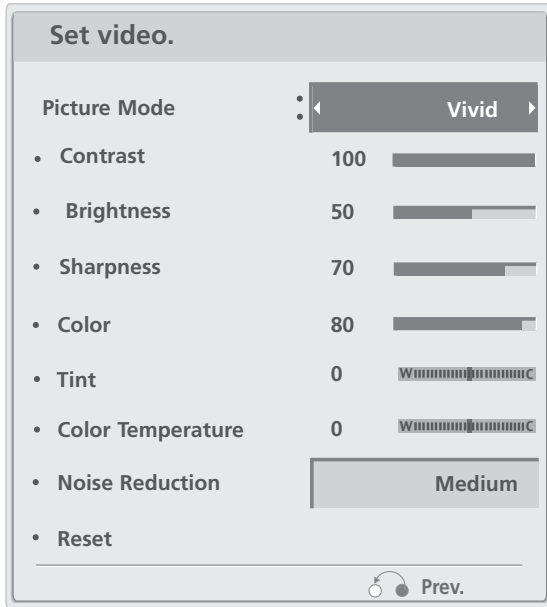 Set video.
Picture Mode : Vivid
• Contrast 100
• Brightness 50
• Sharpness 70
• Color 80
• Tint 0 W C
• Color Temperature 0 W C
• Noise Reduction Medium
• Reset
Prev.